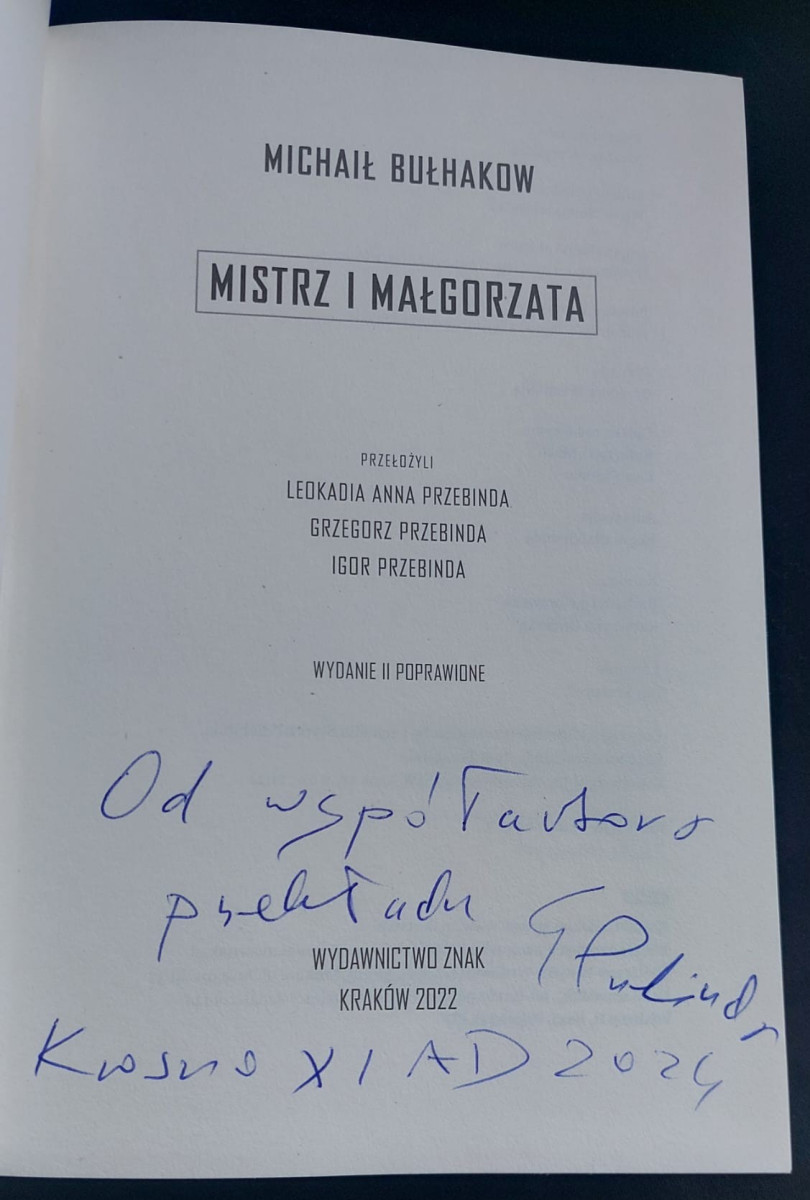 MICHAIŁ BUŁHAKOW
MISTRZ I MAŁGORZATA
PRZEŁOŻYLI
LEOKADIA ANNA PRZEBINDA
GRZEGORZ PRZEBINDA
IGOR PRZEBINDA
WYDANIE II POPRAWIONE
Od współautora
przekładu GPrzebinda
WYDAWNICTWO ZNAK
KRAKÓW 2022
Krosno XI AD 2024